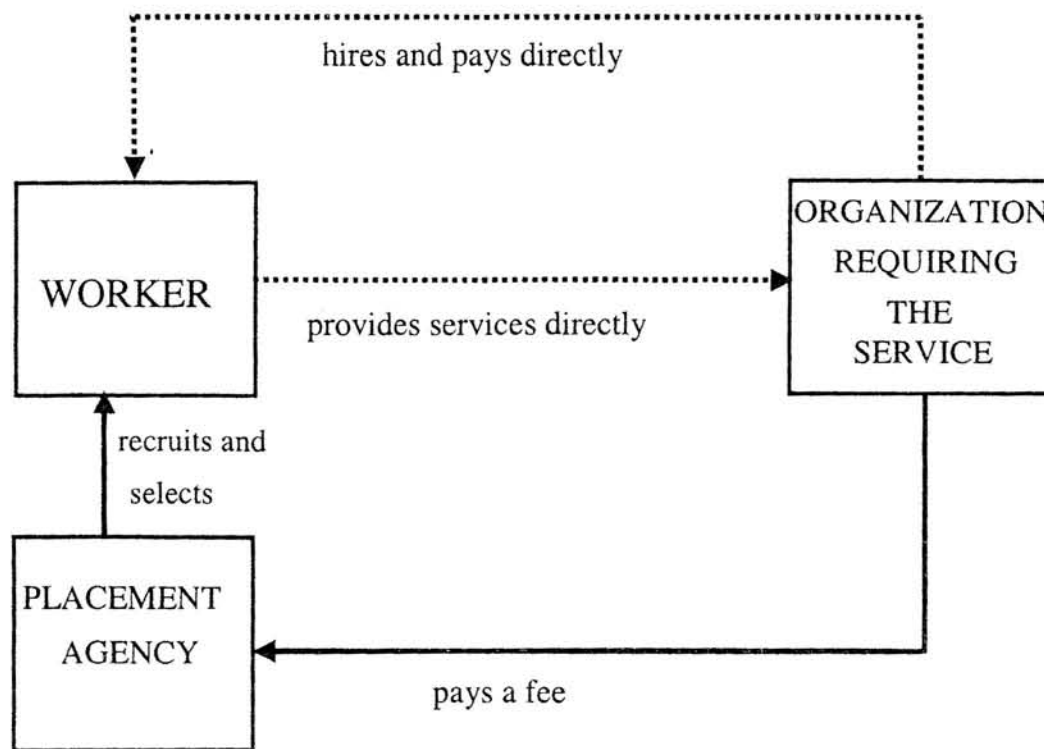 hires and pays directly
WORKER
ORGANIZATION
REQUIRING
THE
SERVICE
provides services directly
recruits and
selects
PLACEMENT
AGENCY
pays a fee